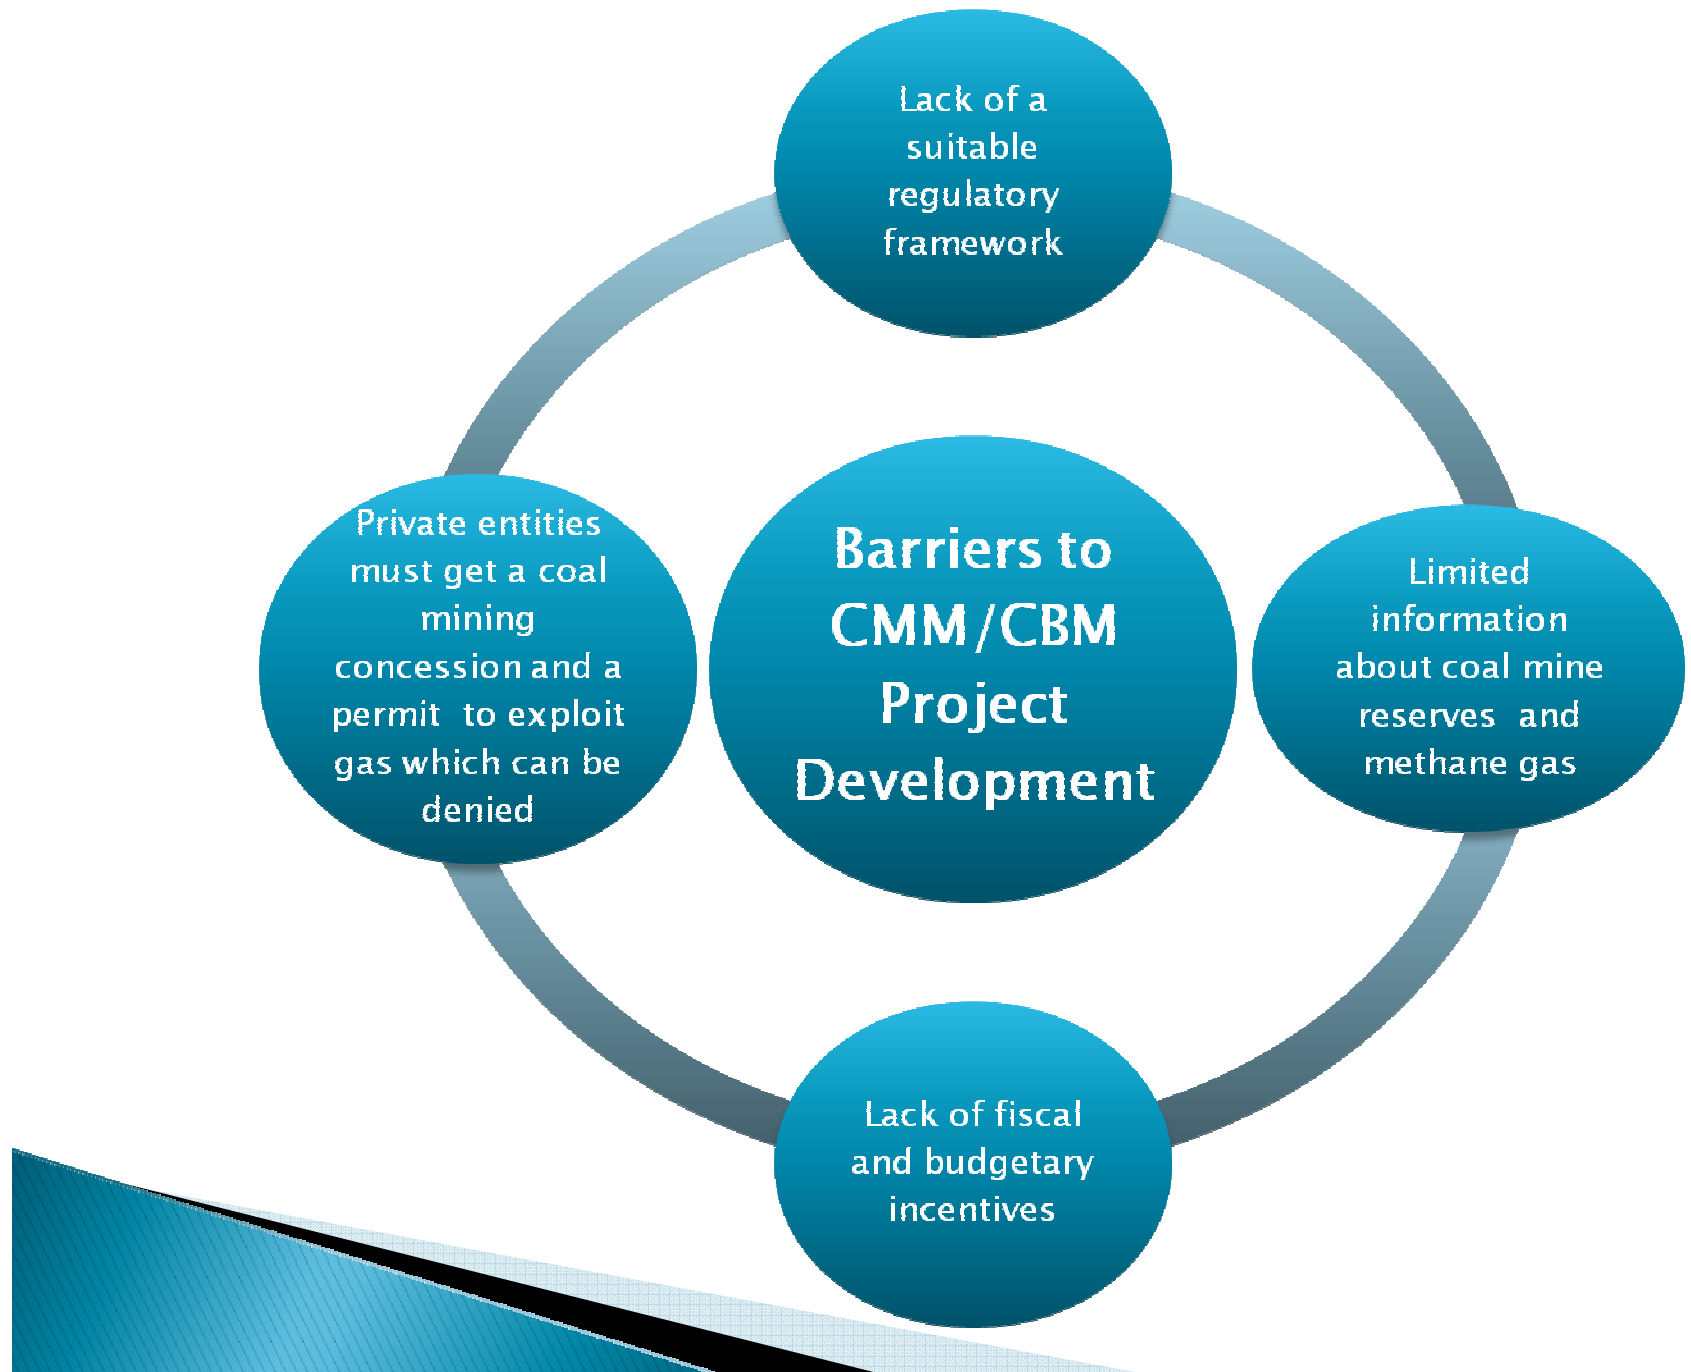 Lack of a
suitable
regulatory
framework
Private entities
must get a coal
mining
concession and a
permit  to exploit
gas which can be
denied
Barriers to
CMM/CBM
Project
Development
Limited
information
about coal mine
reserves  and
methane gas
Lack of fiscal
and budgetary
incentives